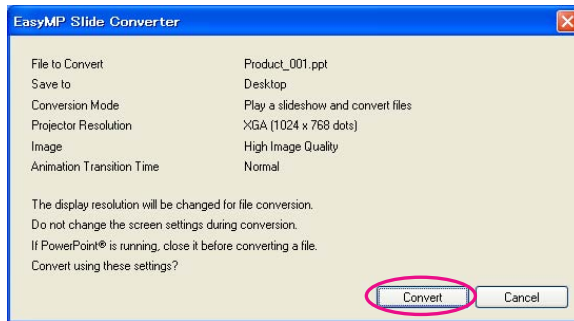 EasyMP Slide Converter
File to Convert Product_001.ppt
Save to Desktop
Conversion Mode Play a slideshow and convert files
Projector Resolution XGA (1024 x 768 dots)
Image High Image Quality
Animation Transition Time Normal
The display resolution will be changed for file conversion.
Do not change the screen settings during conversion.
If PowerPoint® is running, close it before converting a file.
Convert using these settings?
Convert Cancel